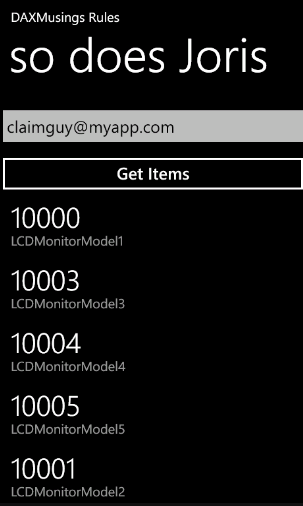 DAXMusings Rules
so does Joris
claimguy@myapp.com
Get Items
10000
LCDMonitorModel1
10003
LCDMonitorModel3
10004
LCDMonitorModel4
10005
LCDMonitorModel5
10001
LCDMonitorModel2